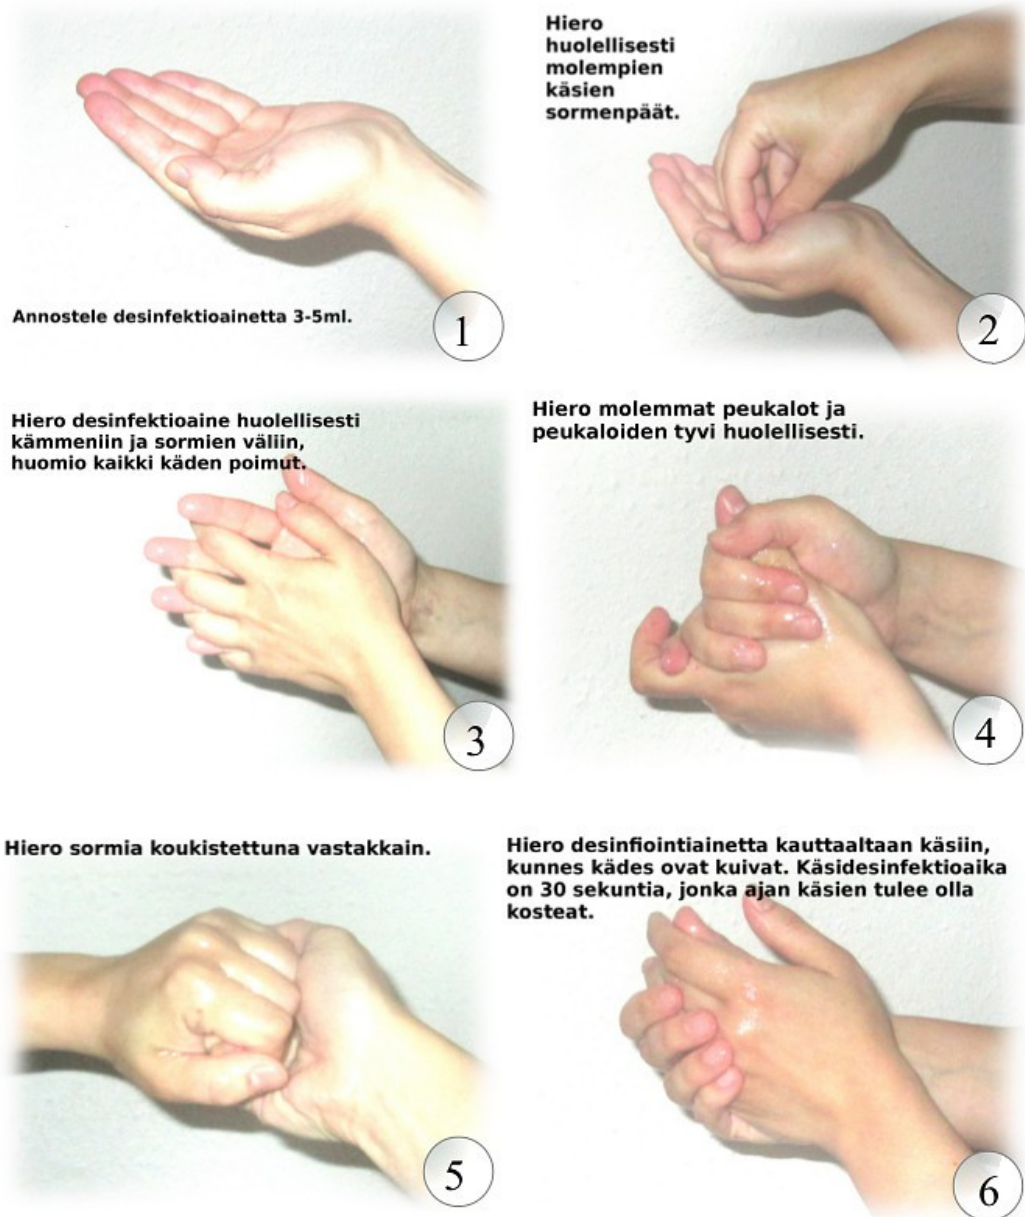 Annostele desinfektioainetta 3-5ml.
1
Hiero
huolellisesti
molempien
käsien
sormenpäät.
2
Hiero desinfektioaine huolellisesti
kämmeniin ja sormien väliin,
huomio kaikki käden poimut.
3
Hiero molemmat peukalot ja
peukaloiden tyvi huolellisesti.
4
Hiero sormia koukistettuna vastakkain.
5
Hiero desinfiointiainetta kauttaaltaan käsiin,
kunnes kädes ovat kuivat. Käsidesinfektioaika
on 30 sekuntia, jonka ajan käsien tulee olla
kosteat.
6